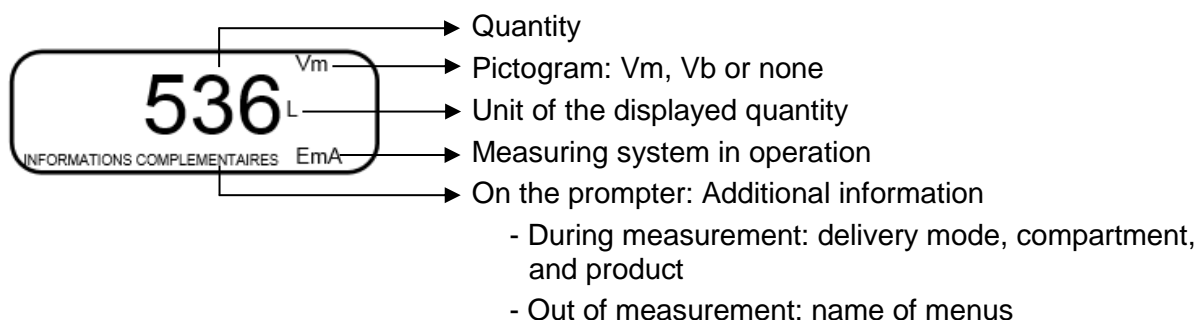 Quantity
Vm
Pictogram: Vm, Vb or none
536
L
Unit of the displayed quantity
INFORMATIONS COMPLEMENTAIRES
EmA
Measuring system in operation
On the prompter: Additional information
- During measurement: delivery mode, compartment,
and product
- Out of measurement: name of menus